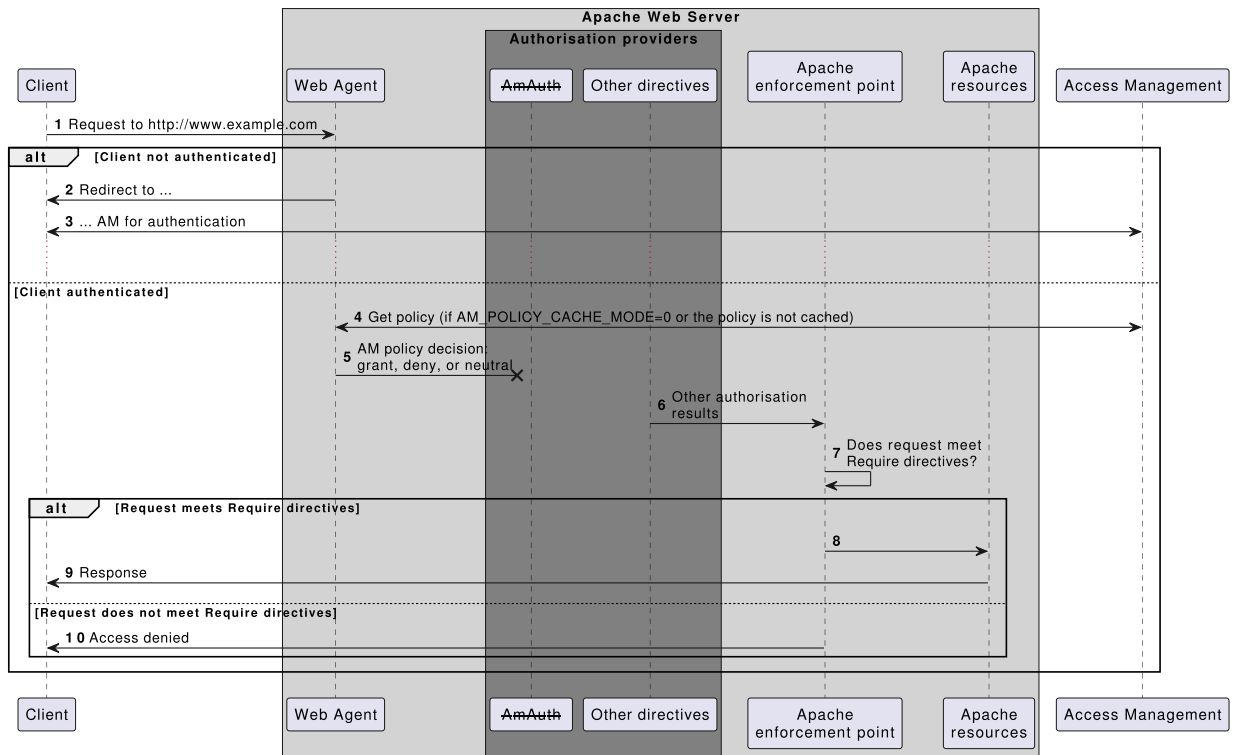 Apache Web Server
Authorisation providers
Client
Web Agent
AmAuth
Other directives
Apache
enforcement point
Apache
resources
Access Management
1 Request to http://www.example.com
alt [Client not authenticated]
2 Redirect to ...
3 ... AM for authentication
[Client authenticated]
4 Get policy (if AM_POLICY_CACHE_MODE=0 or the policy is not cached)
5 AM policy decision:
grant, deny, or neutral
6 Other authorisation
results
7 Does request meet
Require directives?
alt [Request meets Require directives]
8
9 Response
[Request does not meet Require directives]
10 Access denied
Client
Web Agent
AmAuth
Other directives
Apache
enforcement point
Apache
resources
Access Management